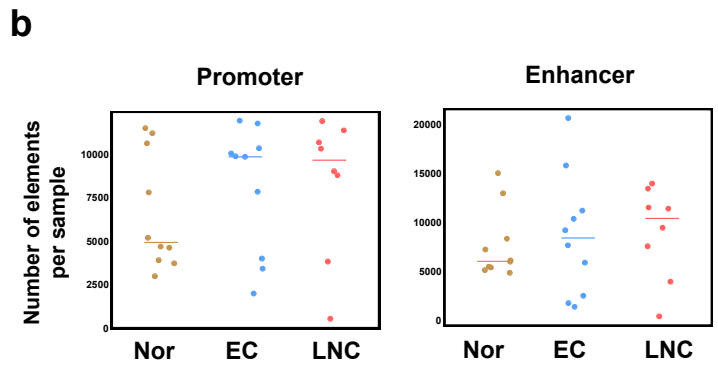 b
Promoter
Enhancer
Number of elements
per sample
10000
7500
5000
2500
0
20000
15000
10000
5000
0
Nor
EC
LNC
Nor
EC
LNC